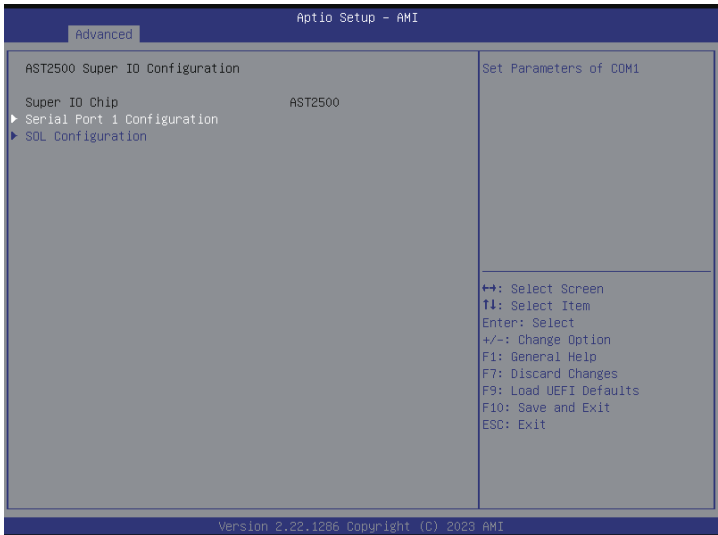 Aptio Setup – AMI
Advanced
AST2500 Super IO Configuration
Super IO Chip AST2500
Serial Port 1 Configuration
SOL Configuration
Set Parameters of COM1
↔: Select Screen
↑↓: Select Item
Enter: Select
+/-: Change Option
F1: General Help
F7: Discard Changes
F9: Load UEFI Defaults
F10: Save and Exit
ESC: Exit
Version 2.22.1286 Copyright (C) 2023 AMI